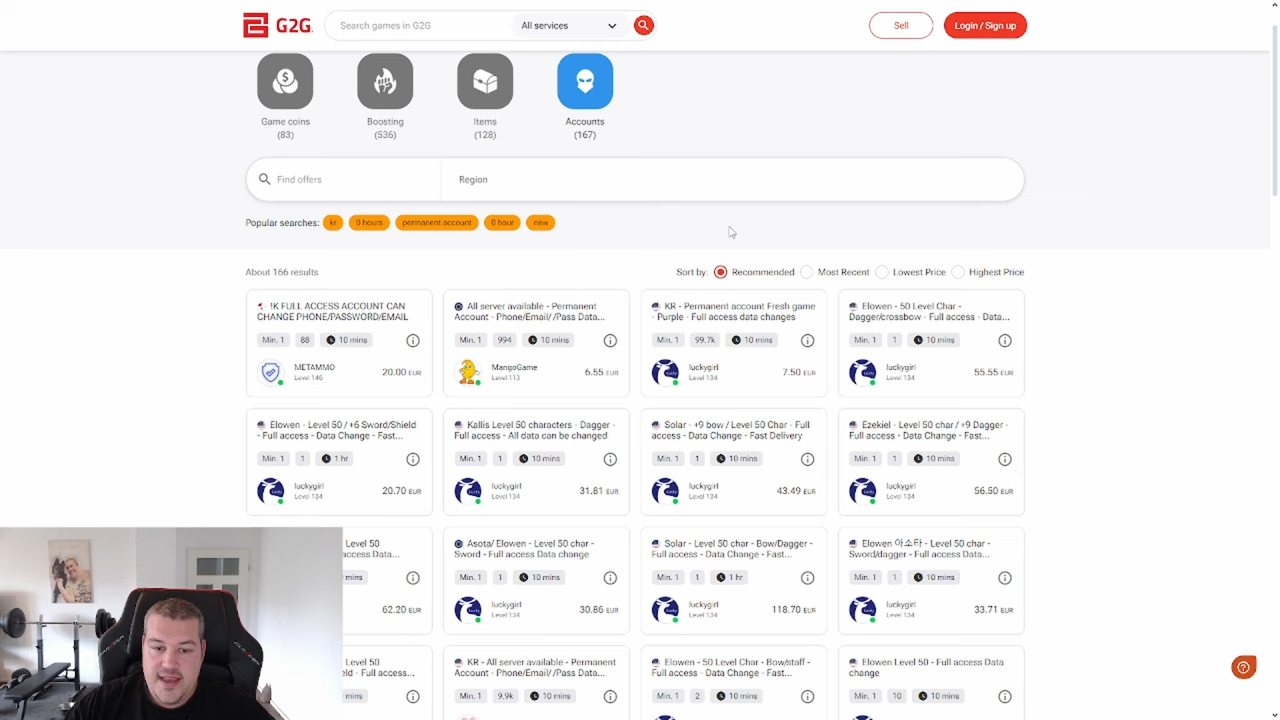 G2G
Search games in G2G
All services
Sell
Login / Sign up
Game coins
(83)
Boosting
(536)
Items
(128)
Accounts
(167)
Find offers
Region
Popular searches:
kr
0 hours
permanent account
0 hour
new
About 166 results
Sort by:
Recommended
Most Recent
Lowest Price
Highest Price
!K FULL ACCESS ACCOUNT CAN
CHANGE PHONE/PASSWORD/EMAIL
Min. 1
88
10 mins
METAMMO
Level 146
20.00 EUR
All server available - Permanent
Account - Phone/Email/ /Pass Data...
Min. 1
994
10 mins
MangoGame
Level 113
6.55 EUR
KR - Permanent account Fresh game
- Purple - Full access data changes
Min. 1
99.7k
10 mins
luckygirl
Level 134
7.50 EUR
Elowen - 50 Level Char -
Dagger/crossbow - Full access - Data...
Min. 1
1
10 mins
luckygirl
Level 134
55.55 EUR
Elowen - Level 50 / +6 Sword/Shield
- Full access - Data Change - Fast...
Min. 1
1
1 hr
luckygirl
Level 134
20.70 EUR
Kallis Level 50 characters - Dagger -
Full access - All data can be changed
Min. 1
1
10 mins
luckygirl
Level 134
31.81 EUR
Solar - +9 bow / Level 50 Char - Full
access - Data Change - Fast Delivery
Min. 1
1
10 mins
luckygirl
Level 134
43.49 EUR
Ezekiel - Level 50 char / +9 Dagger -
Full access - Data Change - Fast...
Min. 1
1
10 mins
luckygirl
Level 134
56.50 EUR
Level 50
access Data...
mins
62.20 EUR
Asota/ Elowen - Level 50 char -
Sword - Full access Data change
Min. 1
1
10 mins
luckygirl
Level 134
30.86 EUR
Solar - Level 50 char - Bow/Dagger -
Full access - Data Change - Fast...
Min. 1
1
1 hr
luckygirl
Level 134
118.70 EUR
Elowen 아소타 - Level 50 char -
Sword/dagger - Full access - Data...
Min. 1
1
10 mins
luckygirl
Level 134
33.71 EUR
Level 50
eld - Full access...
mins
KR - All server available - Permanent
Account - Phone/Email/ /Pass Data...
Min. 1
9.9k
10 mins
Elowen - 50 Level Char - Bow/staff -
Full access - Data Change - Fast...
Min. 1
2
10 mins
luckygirl
Elowen Level 50 - Full access Data
change
Min. 1
10
10 mins
luckygirl